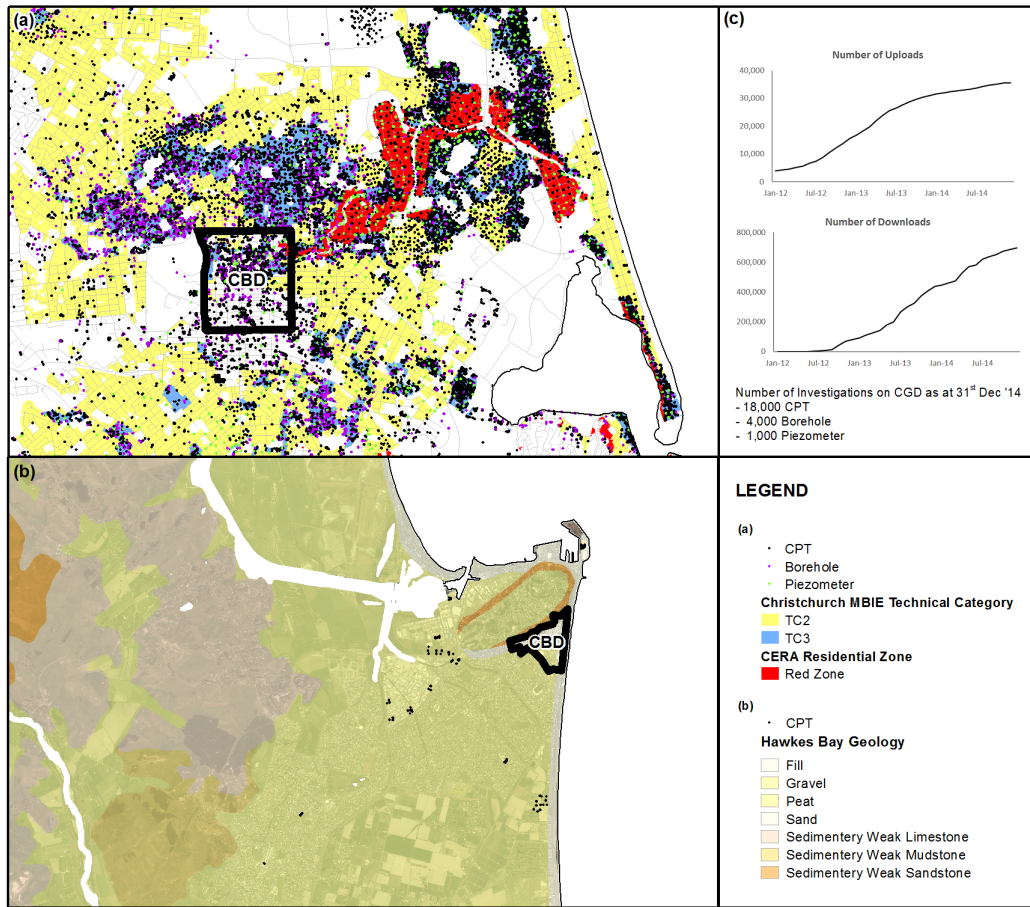 (a)
CBD
(c)
Number of Uploads
40,000
30,000
20,000
10,000
0
Jan-12 Jul-12 Jan-13 Jul-13 Jan-14 Jul-14
Number of Downloads
800,000
600,000
400,000
200,000
0
Jan-12 Jul-12 Jan-13 Jul-13 Jan-14 Jul-14
Number of Investigations on CGD as at 31st Dec '14
- 18,000 CPT
- 4,000 Borehole
- 1,000 Piezometer
(b)
CBD
LEGEND
(a)
CPT
Borehole
Piezometer
Christchurch MBIE Technical Category
TC2
TC3
CERA Residential Zone
Red Zone
(b)
CPT
Hawkes Bay Geology
Fill
Gravel
Peat
Sand
Sedimentery Weak Limestone
Sedimentery Weak Mudstone
Sedimentery Weak Sandstone